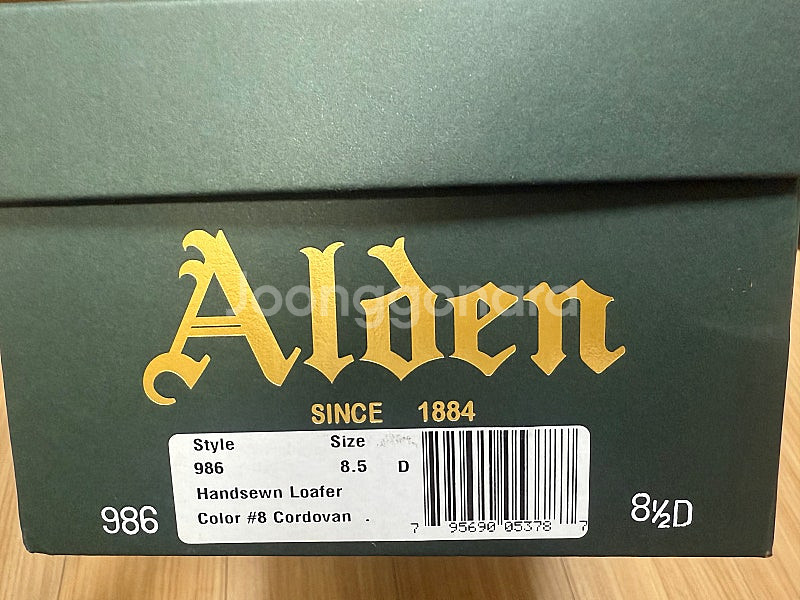 Alden
Joonggonara
SINCE 1884
Style Size
986 8.5 D
Handsewn Loafer
Color #8 Cordovan .
7 95690 05378 7
986
8½D